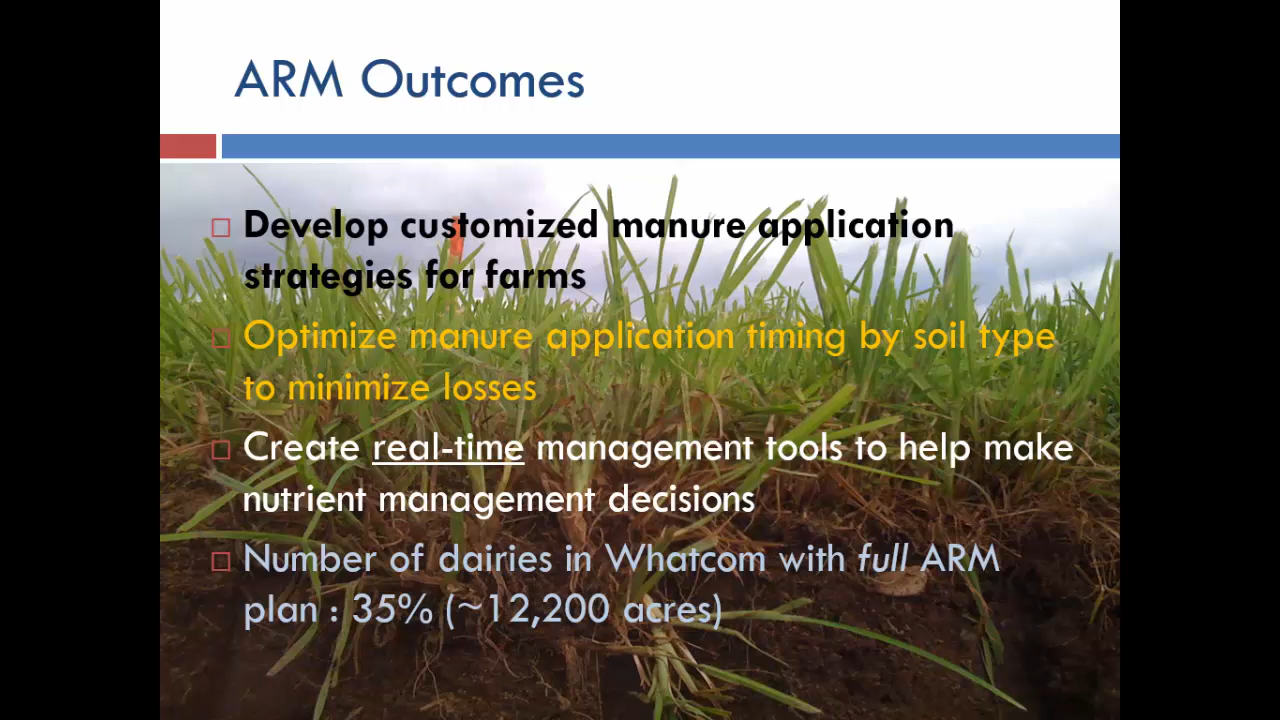 ARM Outcomes
Develop customized manure application
strategies for farms
Optimize manure application timing by soil type
to minimize losses
Create real-time management tools to help make
nutrient management decisions
Number of dairies in Whatcom with full ARM
plan : 35% (~12,200 acres)